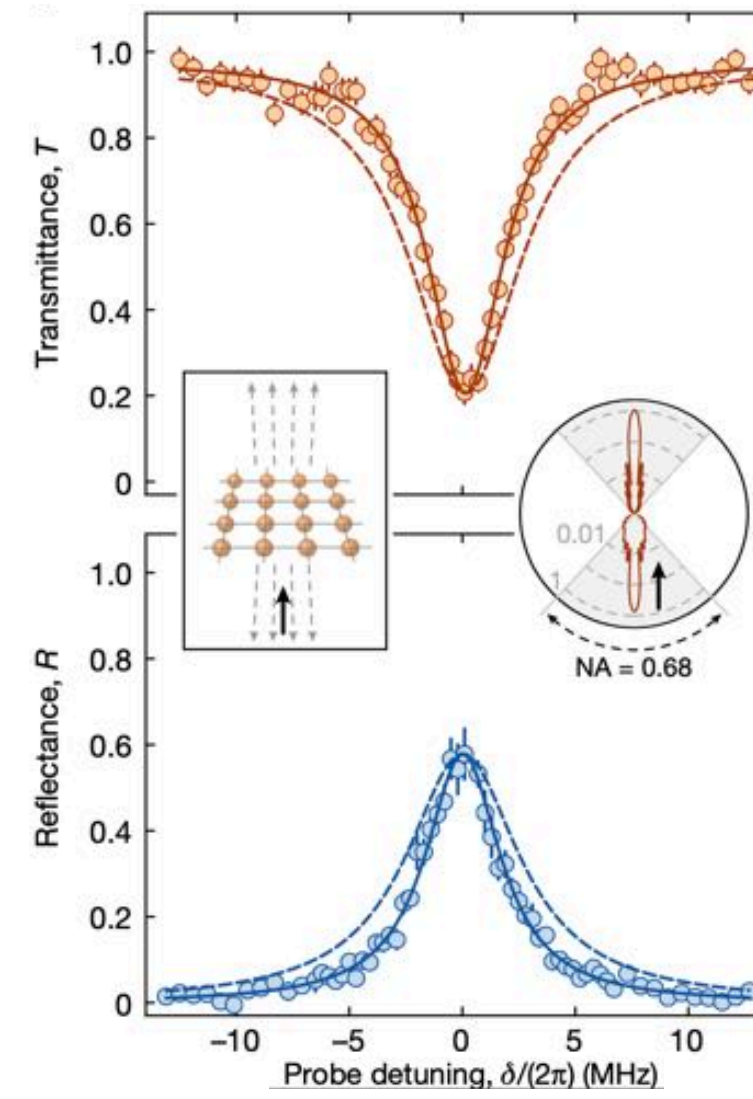 Transmittance, T
1.0
0.8
0.6
0.4
0.2
0
0.01
1
NA = 0.68
Reflectance, R
1.0
0.8
0.6
0.4
0.2
0
–10 –5 0 5 10
Probe detuning, δ/(2π) (MHz)